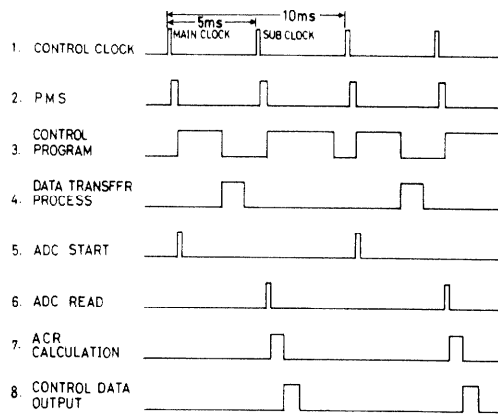 10ms
5ms
MAIN CLOCK
SUB CLOCK
1. CONTROL CLOCK
2. PMS
3. CONTROL
PROGRAM
4. DATA TRANSFER
PROCESS
5. ADC START
6. ADC READ
7. ACR
CALCULATION
8. CONTROL DATA
OUTPUT